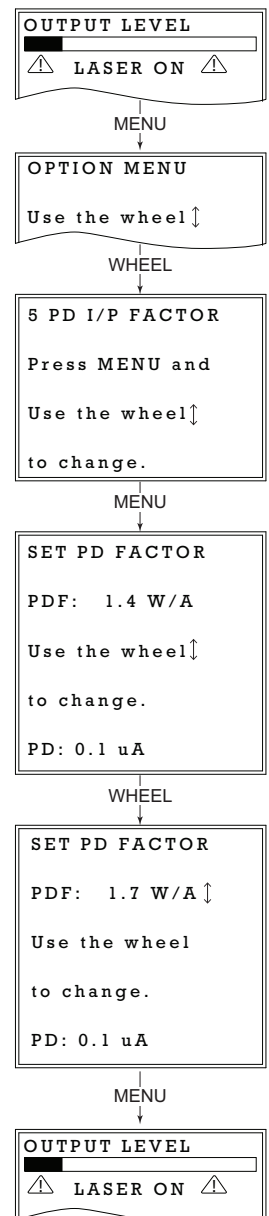 OUTPUT LEVEL
⚠ LASER ON ⚠
MENU
OPTION MENU
Use the wheel ↕
WHEEL
5 PD I/P FACTOR
Press MENU and
Use the wheel ↕
to change.
MENU
SET PD FACTOR
PDF: 1.4 W/A
Use the wheel ↕
to change.
PD: 0.1 uA
WHEEL
SET PD FACTOR
PDF: 1.7 W/A ↕
Use the wheel
to change.
PD: 0.1 uA
MENU
OUTPUT LEVEL
⚠ LASER ON ⚠